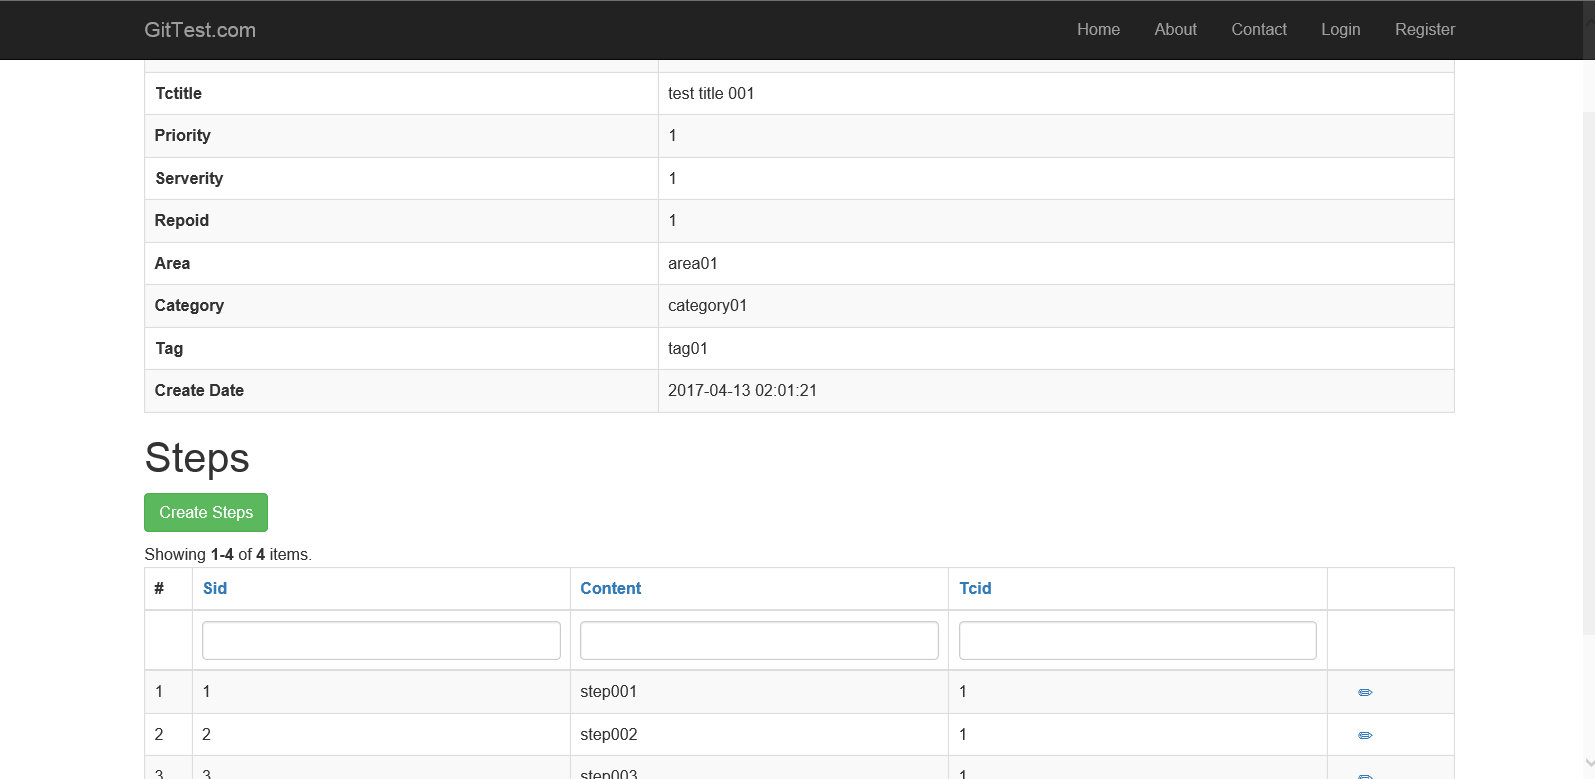 GitTest.com Home About Contact Login Register
Tctitle test title 001
Priority 1
Serverity 1
Repoid 1
Area area01
Category category01
Tag tag01
Create Date 2017-04-13 02:01:21
Steps
Create Steps
Showing 1-4 of 4 items.
# Sid Content Tcid
1 1 step001 1
2 2 step002 1
3 3 step003 1